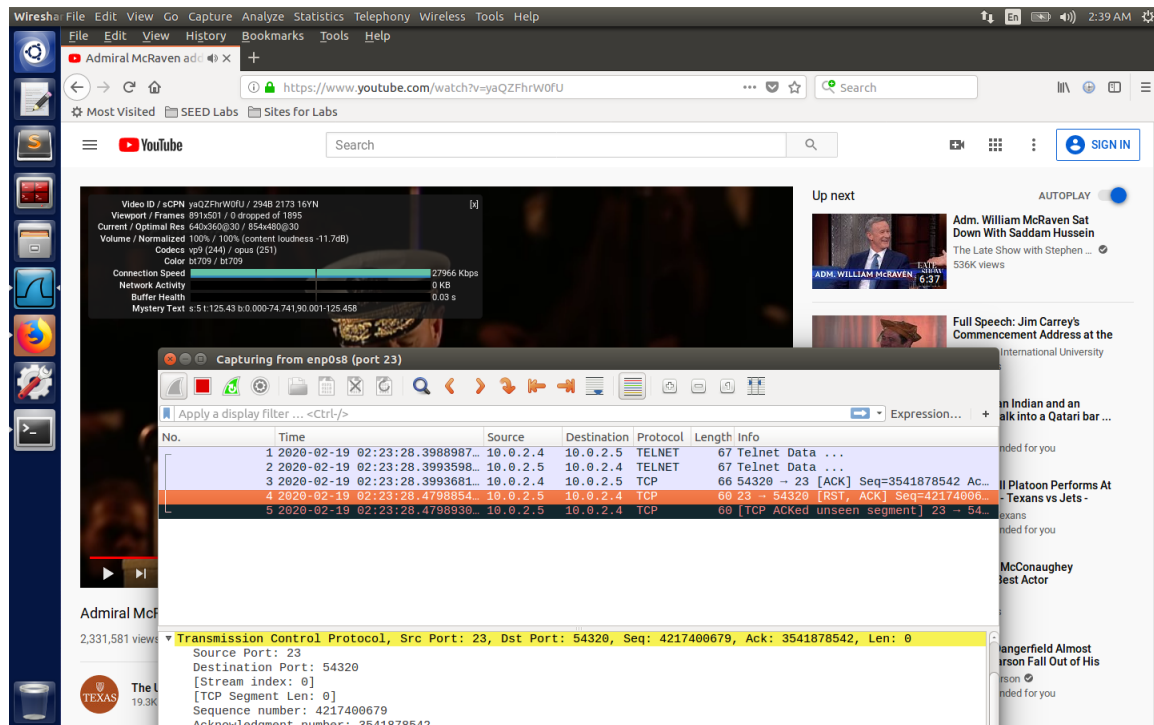 Wireshar File Edit View Go Capture Analyze Statistics Telephony Wireless Tools Help En 2:39 AM
File Edit View History Bookmarks Tools Help
Admiral McRaven add
https://www.youtube.com/watch?v=yaQZFhrW0fU Search
Most Visited SEED Labs Sites for Labs
YouTube Search SIGN IN
Video ID / sCPN yaQZFhrW0fU / 294B 2173 16YN [x]
Viewport / Frames 891x501 / 0 dropped of 1895
Current / Optimal Res 640x360@30 / 854x480@30
Volume / Normalized 100% / 100% (content loudness -11.7dB)
Codecs vp9 (244) / opus (251)
Color bt709 / bt709
Connection Speed 27966 Kbps
Network Activity 0 KB
Buffer Health 0.03 s
Mystery Text s:5 t:125.43 b:0.000-74.741,90.001-125.458
Up next AUTOPLAY
ADM. WILLIAM McRAVEN
LATE SHOW
6:37
Adm. William McRaven Sat
Down With Saddam Hussein
The Late Show with Stephen ...
536K views
Full Speech: Jim Carrey's
Commencement Address at the
International University
an Indian and an
alk into a Qatari bar ...
nded for you
ll Platoon Performs At
- Texans vs Jets -
exans
nded for you
McConaughey
Best Actor
Dangerfield Almost
arson Fall Out of His
rson
nded for you
Capturing from enp0s8 (port 23)
Apply a display filter ... <Ctrl-/> Expression... +
No. Time Source Destination Protocol Length Info
1 2020-02-19 02:23:28.3988987… 10.0.2.4 10.0.2.5 TELNET 67 Telnet Data ...
2 2020-02-19 02:23:28.3993598… 10.0.2.5 10.0.2.4 TELNET 67 Telnet Data ...
3 2020-02-19 02:23:28.3993681… 10.0.2.4 10.0.2.5 TCP 66 54320 → 23 [ACK] Seq=3541878542 Ac…
4 2020-02-19 02:23:28.4798854… 10.0.2.5 10.0.2.4 TCP 60 23 → 54320 [RST, ACK] Seq=42174006…
5 2020-02-19 02:23:28.4798930… 10.0.2.5 10.0.2.4 TCP 60 [TCP ACKed unseen segment] 23 → 54…
Transmission Control Protocol, Src Port: 23, Dst Port: 54320, Seq: 4217400679, Ack: 3541878542, Len: 0
Source Port: 23
Destination Port: 54320
[Stream index: 0]
[TCP Segment Len: 0]
Sequence number: 4217400679
Acknowledgment number: 3541878542
Admiral McR
2,331,581 views
TEXAS
The U
19.3K